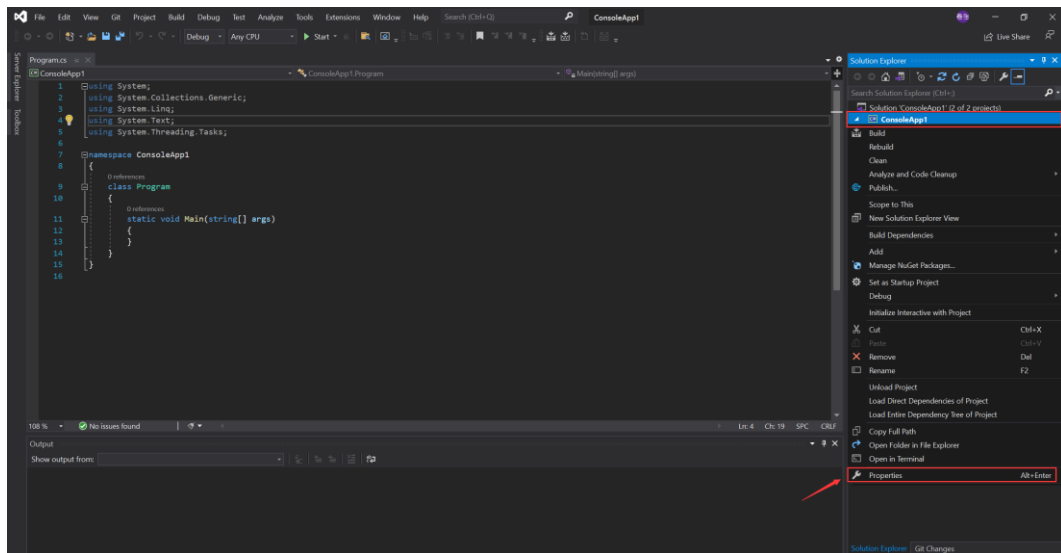 File Edit View Git Project Build Debug Test Analyze Tools Extensions Window Help Search (Ctrl+Q) ConsoleApp1
Debug Any CPU Start Live Share
Server Explorer
Toolbox
Program.cs
ConsoleApp1 ConsoleApp1.Program Main(string[] args)
1 using System;
2 using System.Collections.Generic;
3 using System.Linq;
4 using System.Text;
5 using System.Threading.Tasks;
6
7 namespace ConsoleApp1
8 {
0 references
9 class Program
10 {
0 references
11 static void Main(string[] args)
12 {
13 }
14 }
15 }
16
108 % No issues found Ln: 4 Ch: 19 SPC CRLF
Output
Show output from:
Solution Explorer
Search Solution Explorer (Ctrl+;)
Solution 'ConsoleApp1' (2 of 2 projects)
ConsoleApp1
Build
Rebuild
Clean
Analyze and Code Cleanup
Publish...
Scope to This
New Solution Explorer View
Build Dependencies
Add
Manage NuGet Packages...
Set as Startup Project
Debug
Initialize Interactive with Project
Cut Ctrl+X
Paste Ctrl+V
Remove Del
Rename F2
Unload Project
Load Direct Dependencies of Project
Load Entire Dependency Tree of Project
Copy Full Path
Open Folder in File Explorer
Open in Terminal
Properties Alt+Enter
Solution Explorer Git Changes